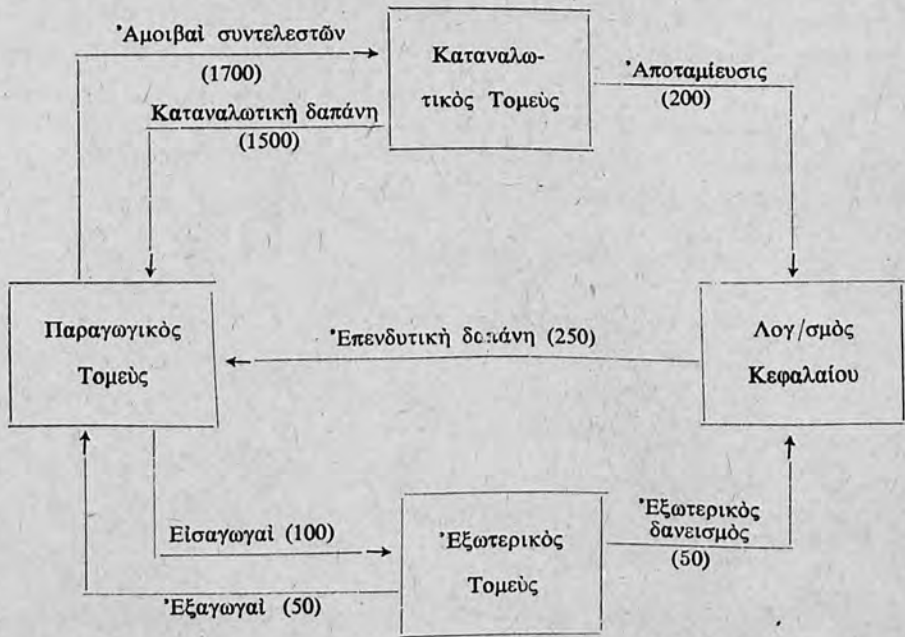 Ἀμοιβαὶ συντελεστῶν
(1700)
Καταναλω-
τικὸς Τομεὺς
Ἀποταμίευσις
(200)
Καταναλωτικὴ δαπάνη
(1500)
Παραγωγικὸς
Τομεὺς
Ἐπενδυτικὴ δαπάνη (250)
Λογ/σμὸς
Κεφαλαίου
Εἰσαγωγαὶ (100)
Ἐξωτερικὸς
Τομεὺς
Ἐξωτερικὸς
δανεισμὸς
(50)
Ἐξαγωγαὶ (50)